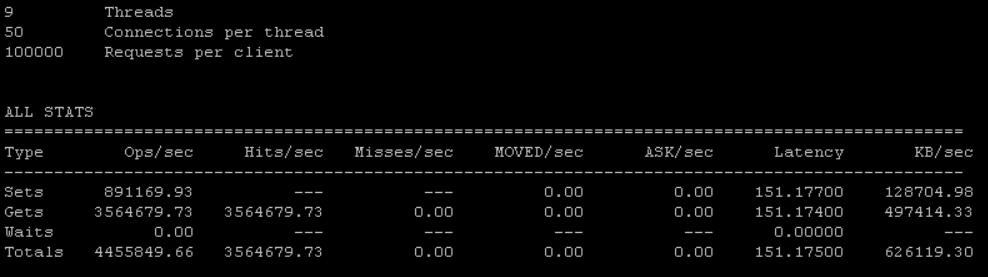 9 Threads
50 Connections per thread
100000 Requests per client
ALL STATS
================================================================================================
Type Ops/sec Hits/sec Misses/sec MOVED/sec ASK/sec Latency KB/sec
------------------------------------------------------------------------------------------------
Sets 891169.93 --- --- 0.00 0.00 151.17700 128704.98
Gets 3564679.73 3564679.73 0.00 0.00 0.00 151.17400 497414.33
Waits 0.00 --- --- --- --- 0.00000 ---
Totals 4455849.66 3564679.73 0.00 0.00 0.00 151.17500 626119.30